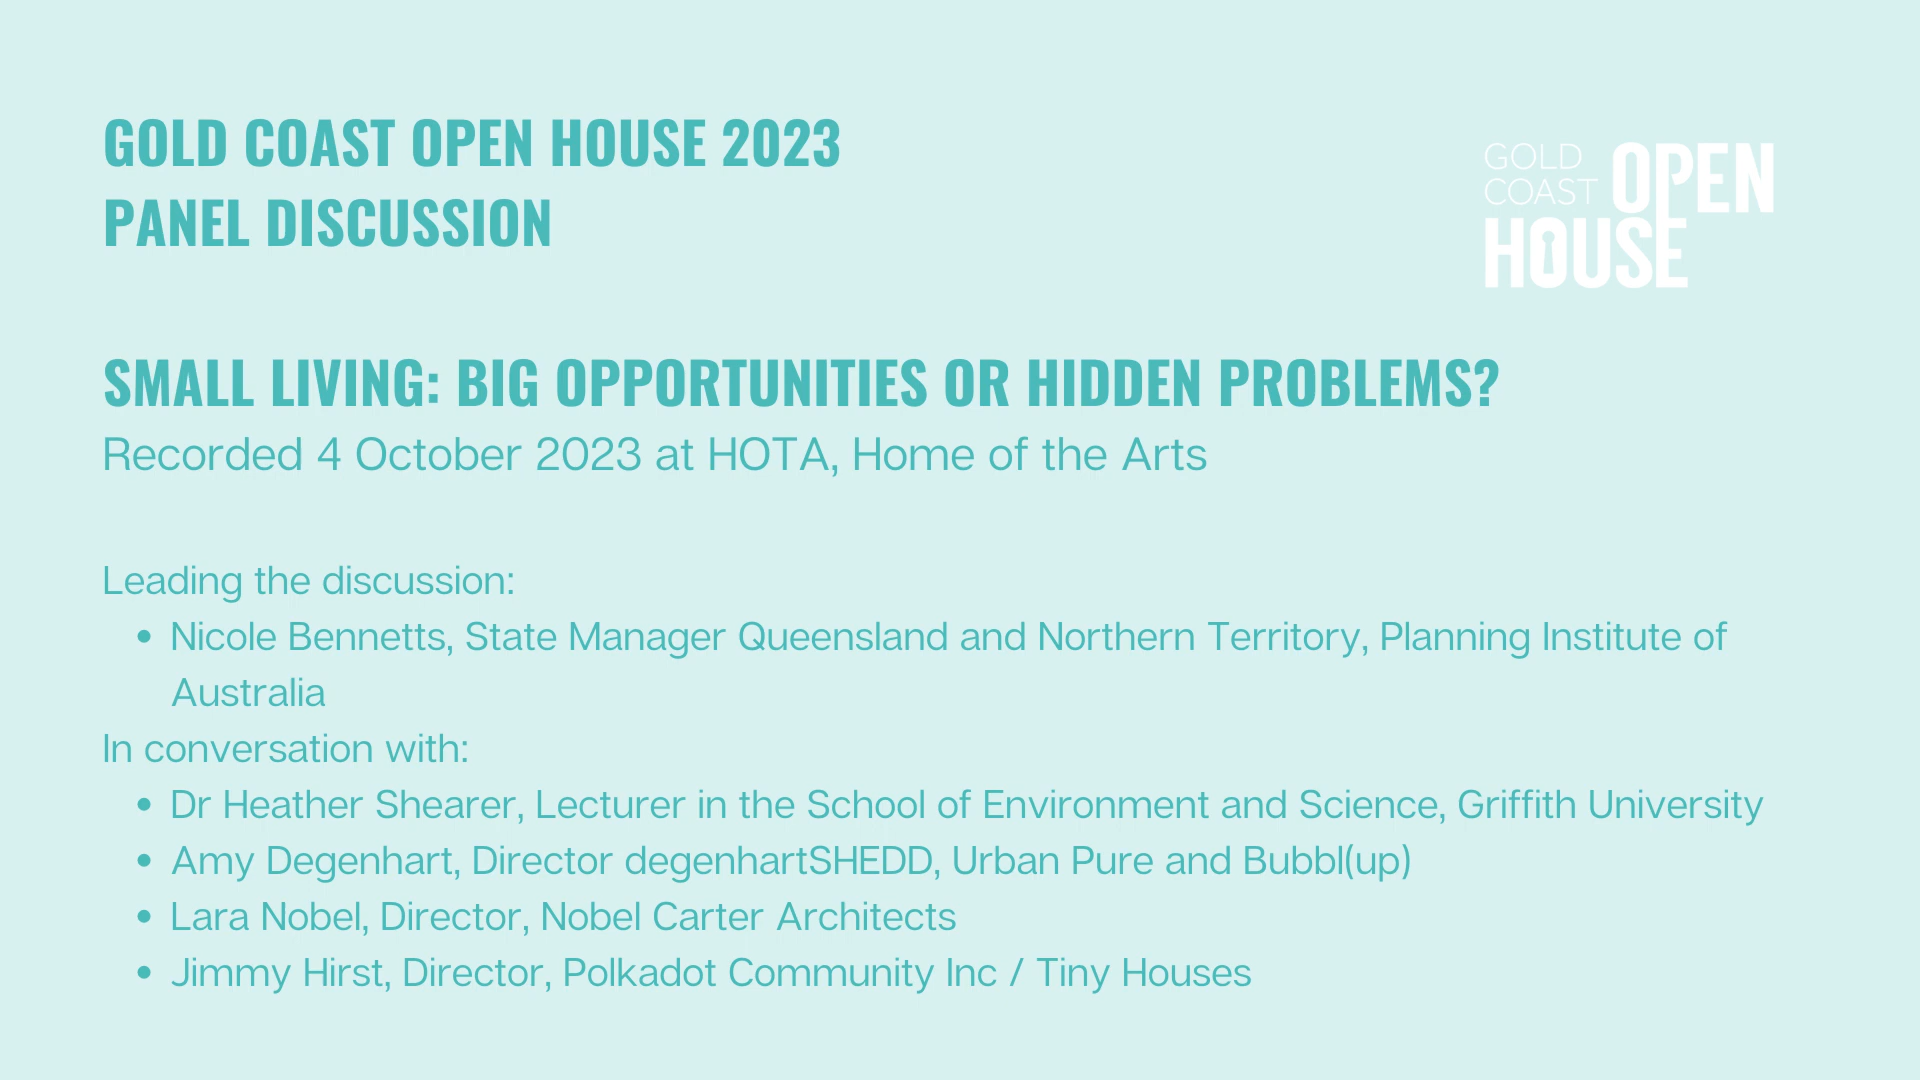 GOLD COAST OPEN HOUSE 2023
PANEL DISCUSSION
GOLD
COAST OPEN
HOUSE
SMALL LIVING: BIG OPPORTUNITIES OR HIDDEN PROBLEMS?
Recorded 4 October 2023 at HOTA, Home of the Arts
Leading the discussion:
• Nicole Bennetts, State Manager Queensland and Northern Territory, Planning Institute of
Australia
In conversation with:
• Dr Heather Shearer, Lecturer in the School of Environment and Science, Griffith University
• Amy Degenhart, Director degenhartSHEDD, Urban Pure and Bubbl(up)
• Lara Nobel, Director, Nobel Carter Architects
• Jimmy Hirst, Director, Polkadot Community Inc / Tiny Houses